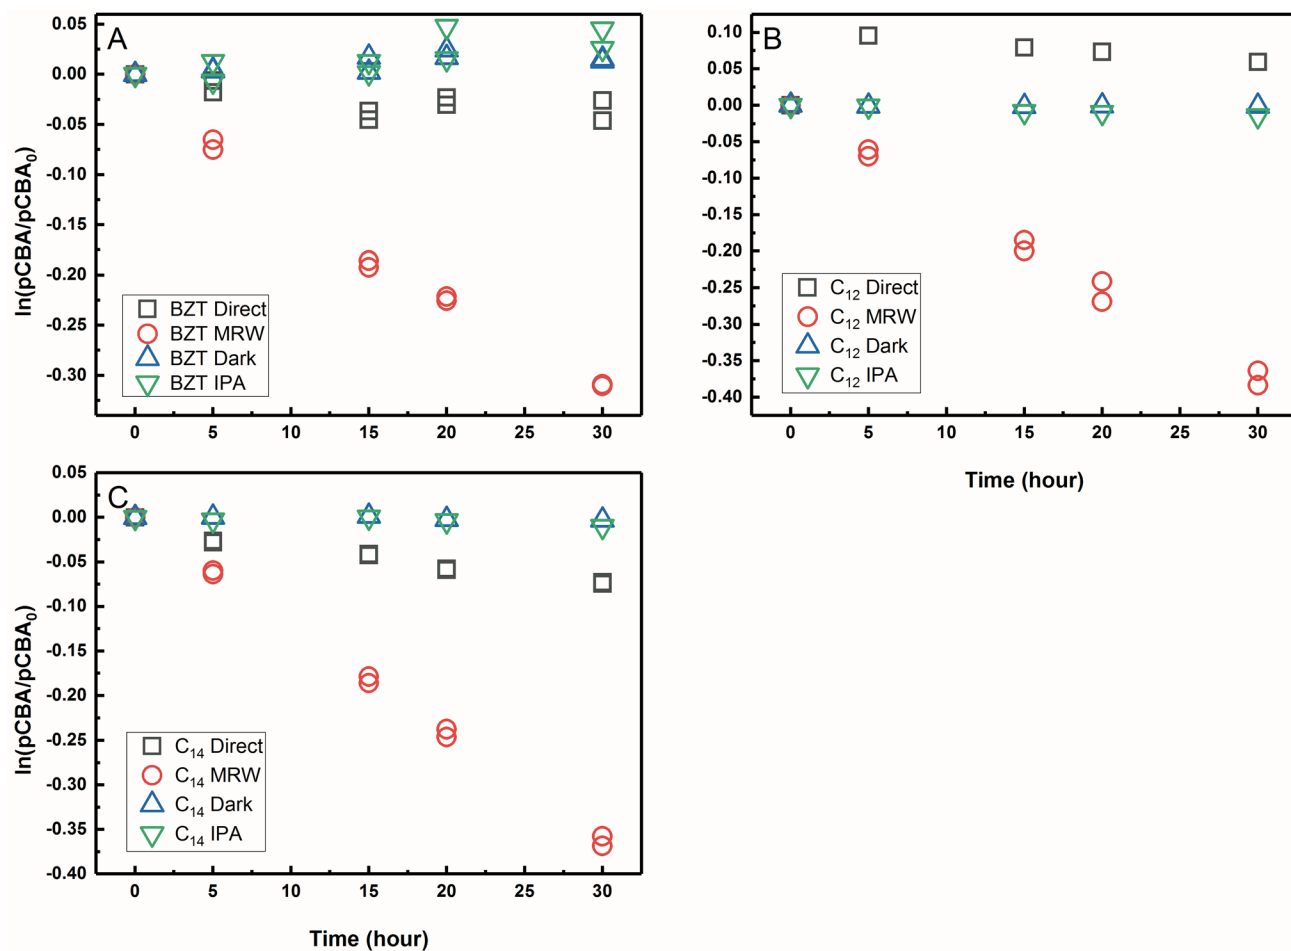 A
ln(pCBA/pCBA₀)
0.05
0.00
-0.05
-0.10
-0.15
-0.20
-0.25
-0.30
BZT Direct
BZT MRW
BZT Dark
BZT IPA
0 5 10 15 20 25 30
B
0.10
0.05
0.00
-0.05
-0.10
-0.15
-0.20
-0.25
-0.30
-0.35
-0.40
C₁₂ Direct
C₁₂ MRW
C₁₂ Dark
C₁₂ IPA
0 5 10 15 20 25 30
Time (hour)
C
ln(pCBA/pCBA₀)
0.05
0.00
-0.05
-0.10
-0.15
-0.20
-0.25
-0.30
-0.35
-0.40
C₁₄ Direct
C₁₄ MRW
C₁₄ Dark
C₁₄ IPA
0 5 10 15 20 25 30
Time (hour)